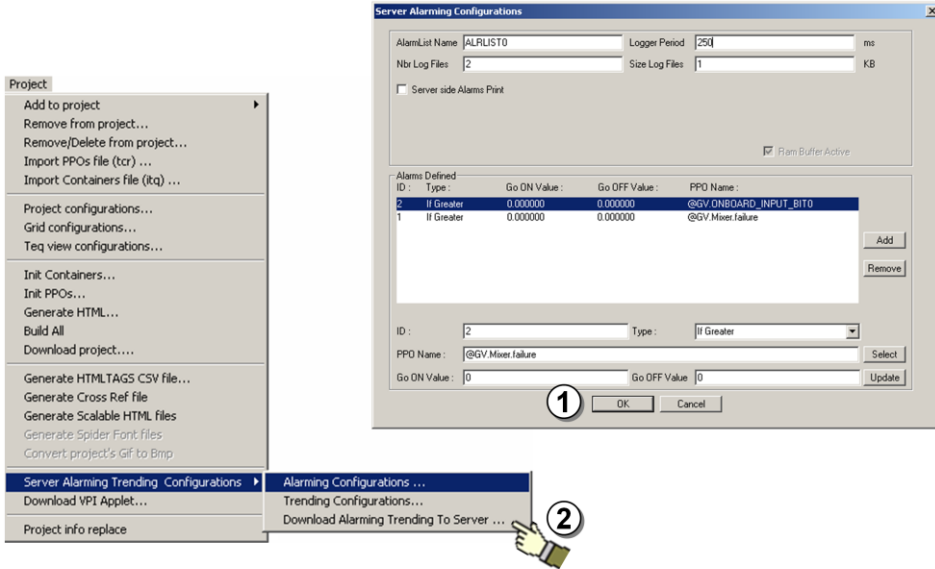 Server Alarming Configurations
AlarmList Name ALRLIST0 Logger Period 250 ms
Nbr Log Files 2 Size Log Files 1 KB
Server side Alarms Print
Ram Buffer Active
Alarms Defined
ID : Type : Go ON Value : Go OFF Value : PPO Name :
2 If Greater 0.000000 0.000000 @GV.ONBOARD_INPUT_BIT0
1 If Greater 0.000000 0.000000 @GV.Mixer.failure
Add
Remove
ID : 2 Type : If Greater
PPO Name : @GV.Mixer.failure Select
Go ON Value : 0 Go OFF Value 0 Update
1 OK Cancel
Project
Add to project
Remove from project...
Remove/Delete from project...
Import PPOs file (tcr) ...
Import Containers file (itq) ...
Project configurations...
Grid configurations...
Teq view configurations...
Init Containers...
Init PPOs...
Generate HTML...
Build All
Download project....
Generate HTMLTAGS CSV file...
Generate Cross Ref file
Generate Scalable HTML files
Generate Spider Font files
Convert project's Gif to Bmp
Server Alarming Trending Configurations
Download VPI Applet...
Project info replace
Alarming Configurations ...
Trending Configurations...
Download Alarming Trending To Server ... 2